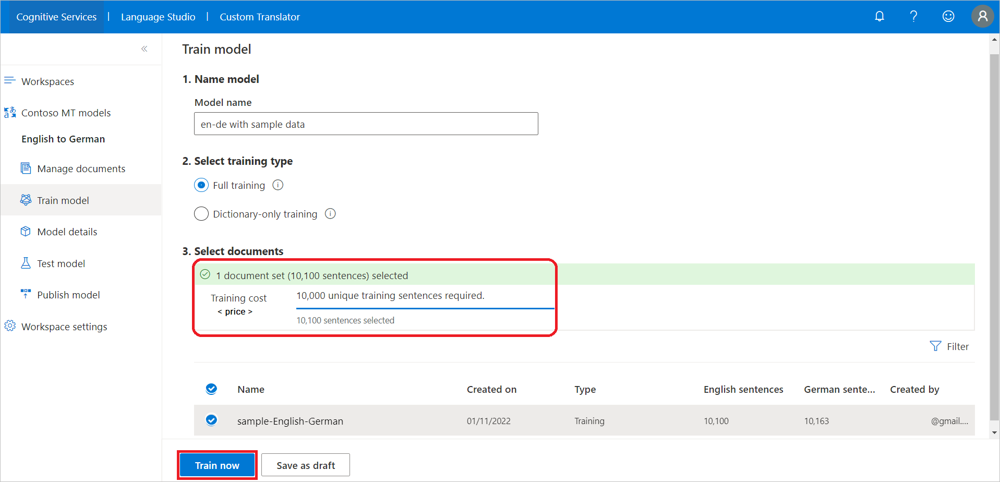 Cognitive Services | Language Studio | Custom Translator
Workspaces
Contoso MT models
English to German
Manage documents
Train model
Model details
Test model
Publish model
Workspace settings
Train model
1. Name model
Model name
en-de with sample data
2. Select training type
Full training
Dictionary-only training
3. Select documents
1 document set (10,100 sentences) selected
Training cost
< price >
10,000 unique training sentences required.
10,100 sentences selected
Filter
Name Created on Type English sentences German sente... Created by
sample-English-German 01/11/2022 Training 10,100 10,163 @gmail....
Train now Save as draft